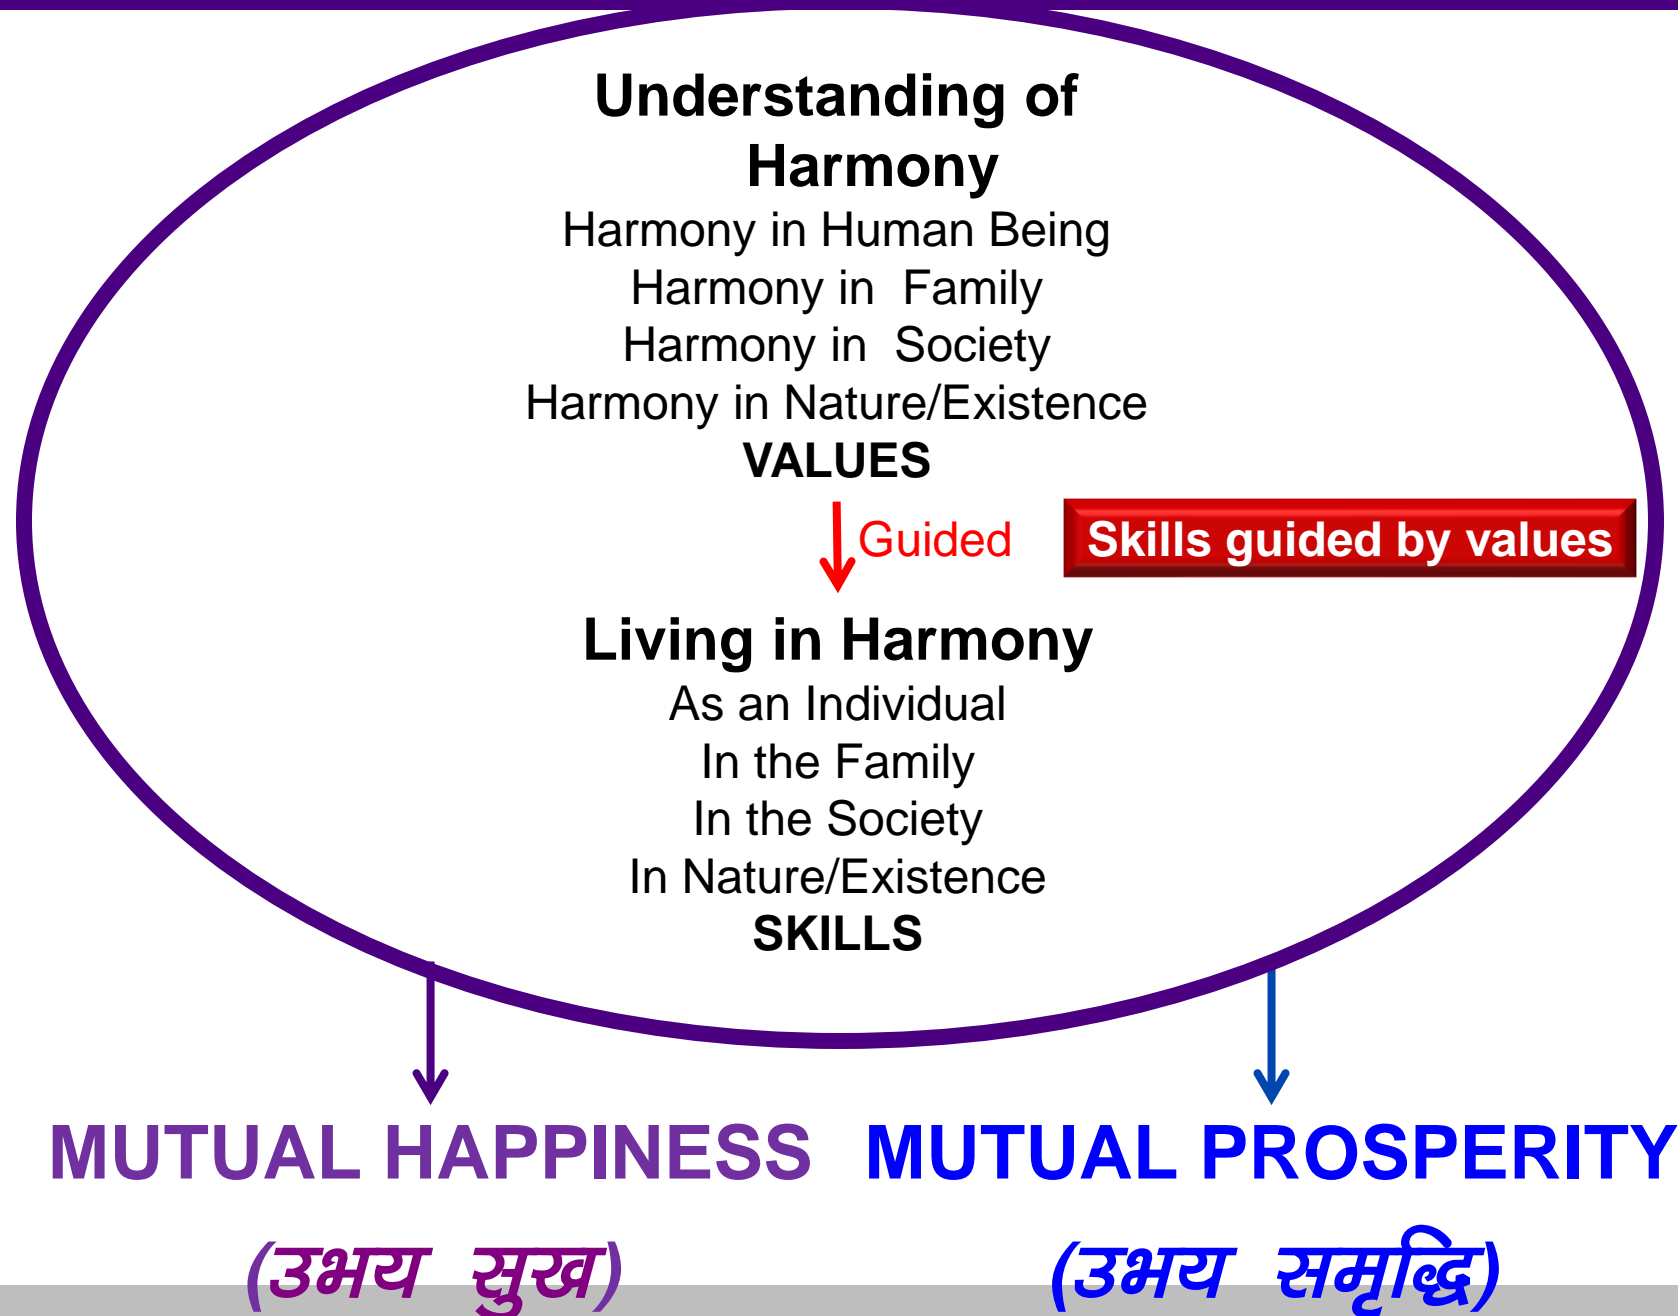 Understanding of
Harmony
Harmony in Human Being
Harmony in Family
Harmony in Society
Harmony in Nature/Existence
VALUES
Guided
Skills guided by values
Living in Harmony
As an Individual
In the Family
In the Society
In Nature/Existence
SKILLS
MUTUAL HAPPINESS MUTUAL PROSPERITY
(उभय सुख) (उभय समृद्धि)